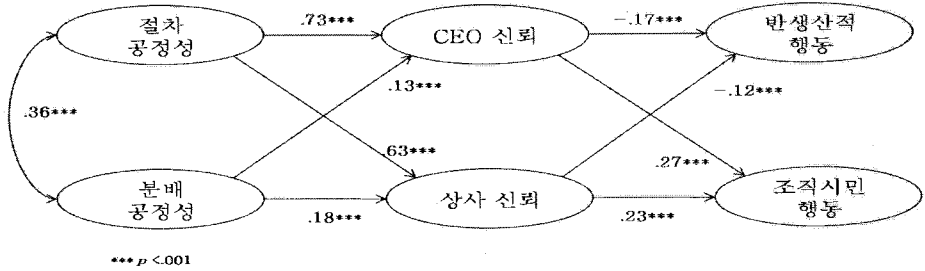 절차
공정성
.73***
CEO 신뢰
-.17***
반생산적
행동
.36***
.13***
-.12***
.63***
.27***
분배
공정성
.18***
상사 신뢰
.23***
조직시민
행동
*** p <.001